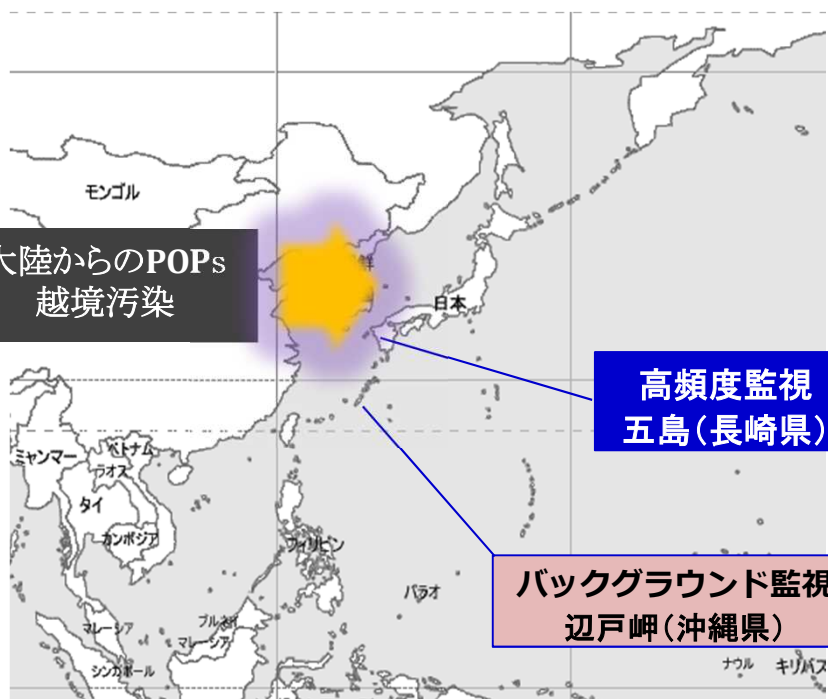 モンゴル
大陸からのPOPs
越境汚染
鮮
日本
高頻度監視
五島(長崎県)
ミャンマー
ベトナム
ラオス
タイ
カンボジア
フィリピン
パラオ
バックグラウンド監視
辺戸岬(沖縄県)
マレーシア
ブルネイ
マレーシア
シンガポール
ナウル
キリバス